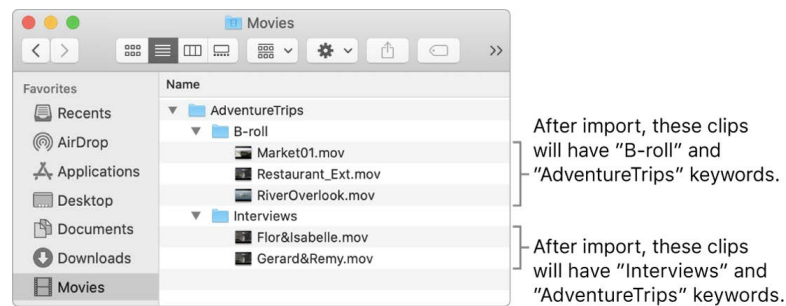 Movies
Favorites
Recents
AirDrop
Applications
Desktop
Documents
Downloads
Movies
Name
AdventureTrips
B-roll
Market01.mov
Restaurant_Ext.mov
RiverOverlook.mov
Interviews
Flor&Isabelle.mov
Gerard&Remy.mov
After import, these clips
will have "B-roll" and
"AdventureTrips" keywords.
After import, these clips
will have "Interviews" and
"AdventureTrips" keywords.